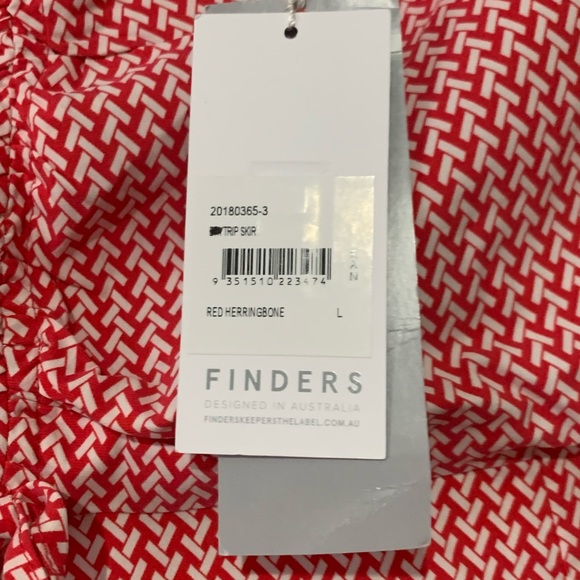 20180365-3
TRIP SKIR
9 351510 223474
RED HERRINGBONE L
FINDERS
DESIGNED IN AUSTRALIA
FINDERSKEEPERSTHELABEL.COM.AU